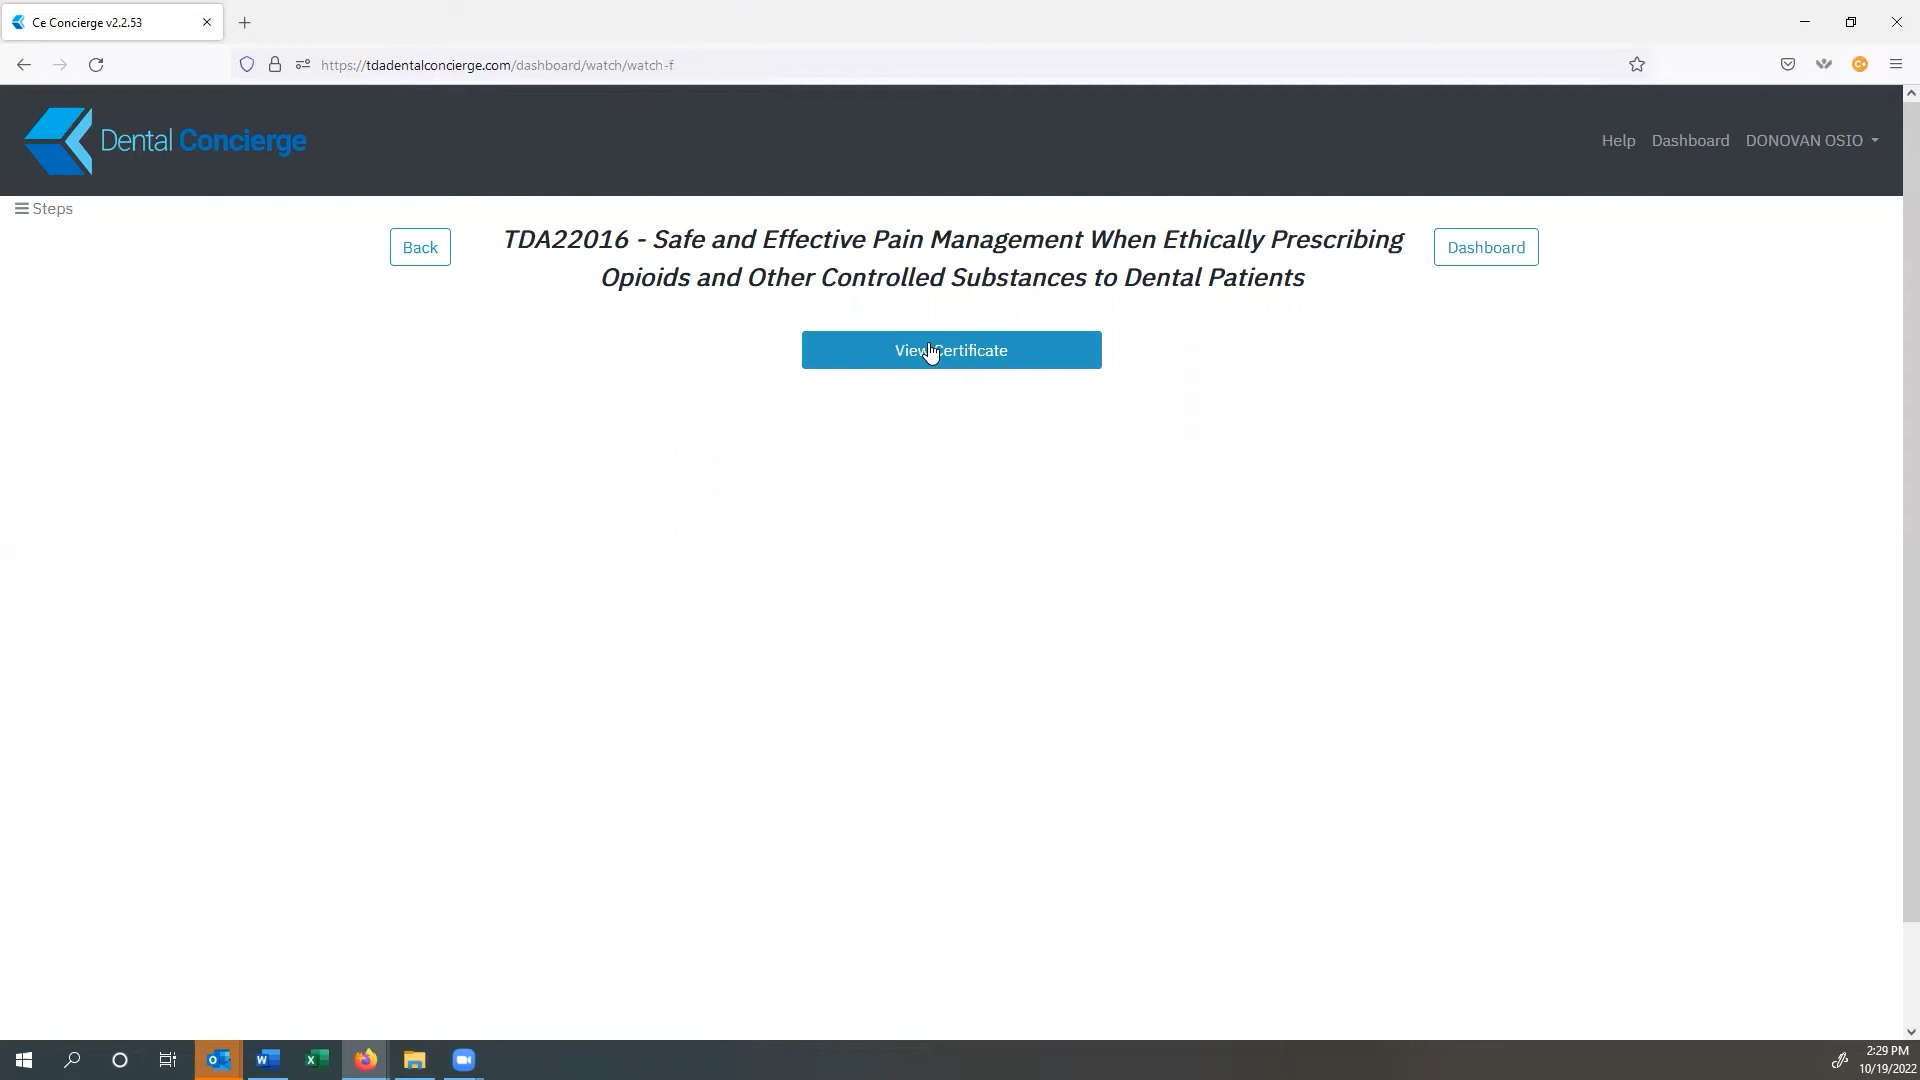 Ce Concierge v2.2.53
https://tdadentalconcierge.com/dashboard/watch/watch-f
Dental Concierge
Help Dashboard DONOVAN OSIO
Steps
Back
TDA22016 - Safe and Effective Pain Management When Ethically Prescribing
Opioids and Other Controlled Substances to Dental Patients
Dashboard
View Certificate
2:29 PM
10/19/2022